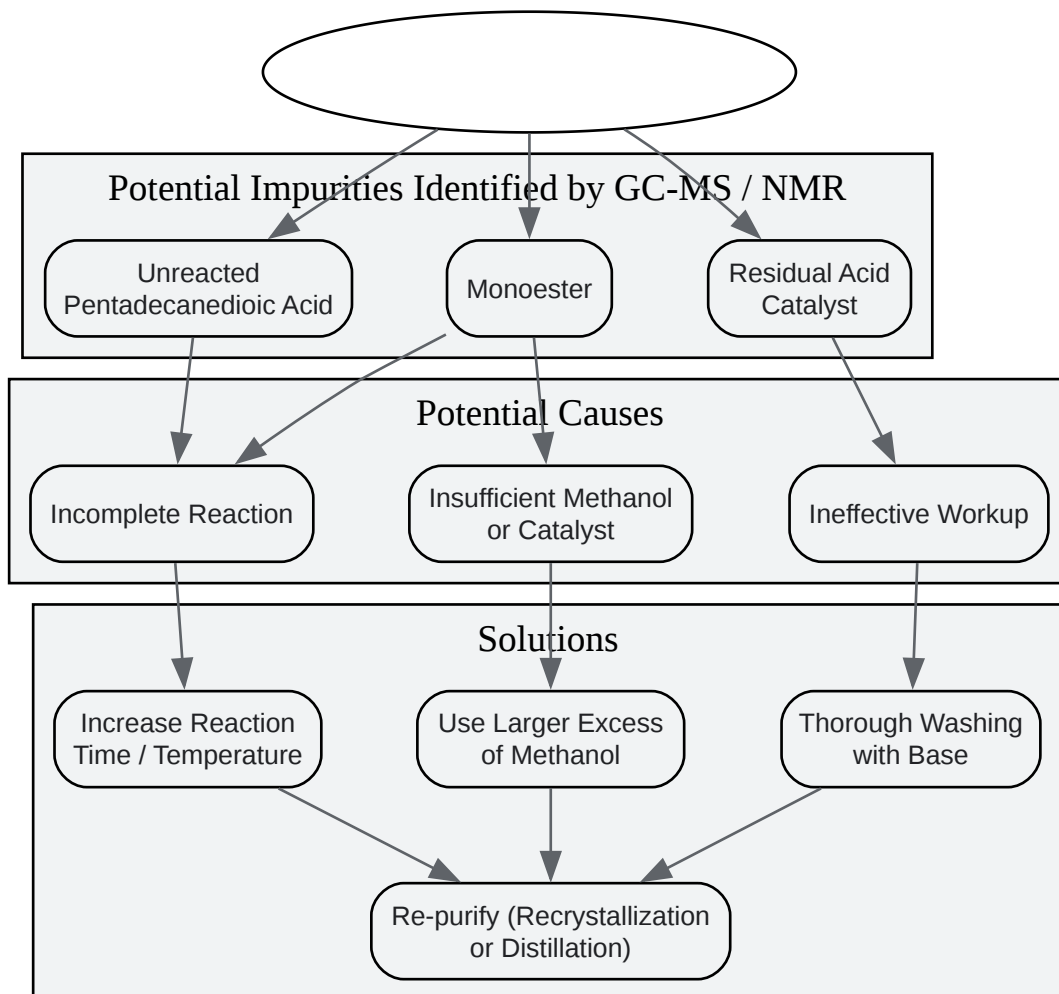 Potential Impurities Identified by GC-MS / NMR
Unreacted
Pentadecanedioic Acid
Monoester
Residual Acid
Catalyst
Potential Causes
Incomplete Reaction
Insufficient Methanol
or Catalyst
Ineffective Workup
Solutions
Increase Reaction
Time / Temperature
Use Larger Excess
of Methanol
Thorough Washing
with Base
Re-purify (Recrystallization
or Distillation)